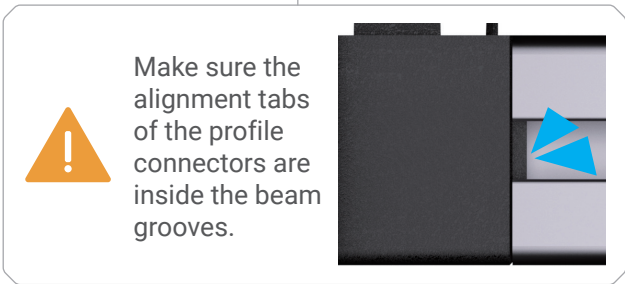 Make sure the
alignment tabs
of the profile
connectors are
inside the beam
grooves.